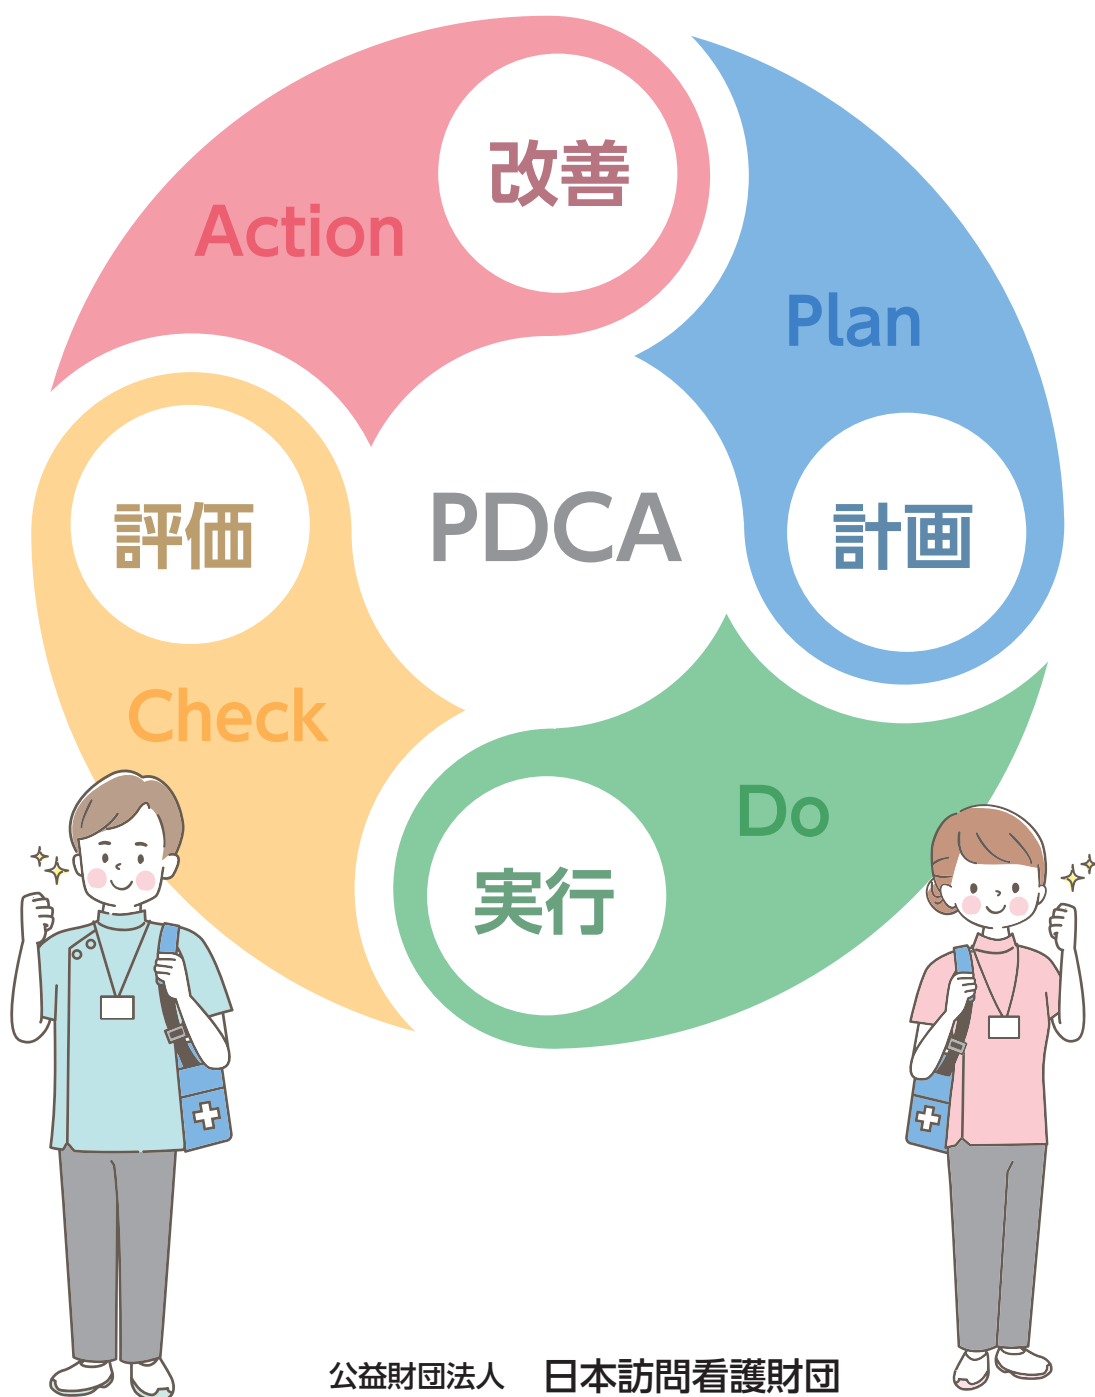 改善
Action
Plan
評価
PDCA
計画
Check
Do
実行
公益財団法人 日本訪問看護財団